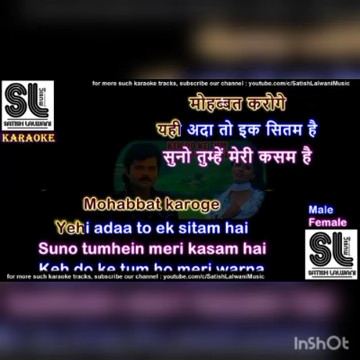 for more such karaoke tracks, subscribe our channel : youtube.com/c/SatishLalwaniMusic
SL
Satish
SATISH LALWANI
KARAOKE
मोहब्बत करोगे
यही अदा तो इक सितम है
सुनो तुम्हें मेरी कसम है
Mohabbat karoge
Yehi adaa to ek sitam hai
Suno tumhein meri kasam hai
Keh do ke tum ho meri warna
Male
Female
SL
SATISH LALWANI
for more such karaoke tracks, subscribe our channel : youtube.com/c/SatishLalwaniMusic
InShOt